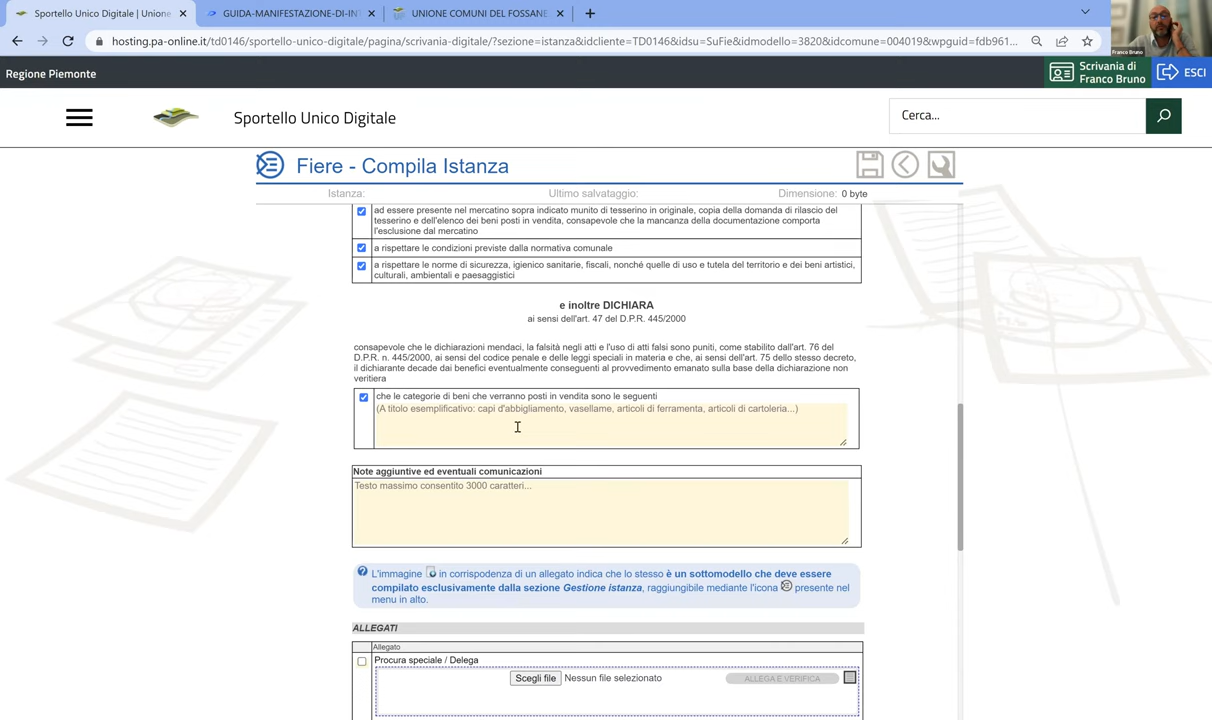 Sportello Unico Digitale | Unione
GUIDA-MANIFESTAZIONE-DI-INT
UNIONE COMUNI DEL FOSSANE
hosting.pa-online.it/td0146/sportello-unico-digitale/pagina/scrivania-digitale/?sezione=istanza&idcliente=TD0146&idsu=SuFie&idmodello=3820&idcomune=004019&wpguid=fdb961...
Franco Bruno
Regione Piemonte
Scrivania di
Franco Bruno
ESCI
Sportello Unico Digitale
Cerca...
Fiere - Compila Istanza
Istanza: Ultimo salvataggio: Dimensione: 0 byte
ad essere presente nel mercatino sopra indicato munito di tesserino in originale, copia della domanda di rilascio del
tesserino e dell'elenco dei beni posti in vendita, consapevole che la mancanza della documentazione comporta
l'esclusione dal mercatino
a rispettare le condizioni previste dalla normativa comunale
a rispettare le norme di sicurezza, igienico sanitarie, fiscali, nonché quelle di uso e tutela del territorio e dei beni artistici,
culturali, ambientali e paesaggistici
e inoltre DICHIARA
ai sensi dell'art. 47 del D.P.R. 445/2000
consapevole che le dichiarazioni mendaci, la falsità negli atti e l'uso di atti falsi sono puniti, come stabilito dall'art. 76 del
D.P.R. n. 445/2000, ai sensi del codice penale e delle leggi speciali in materia e che, ai sensi dell'art. 75 dello stesso decreto,
il dichiarante decade dai benefici eventualmente conseguenti al provvedimento emanato sulla base della dichiarazione non
veritiera
che le categorie di beni che verranno posti in vendita sono le seguenti
(A titolo esemplificativo: capi d'abbigliamento, vasellame, articoli di ferramenta, articoli di cartoleria...)
Note aggiuntive ed eventuali comunicazioni
Testo massimo consentito 3000 caratteri...
L'immagine in corrispodenza di un allegato indica che lo stesso è un sottomodello che deve essere
compilato esclusivamente dalla sezione Gestione istanza, raggiungibile mediante l'icona presente nel
menu in alto.
ALLEGATI
Allegato
Procura speciale / Delega
Scegli file Nessun file selezionato ALLEGA E VERIFICA